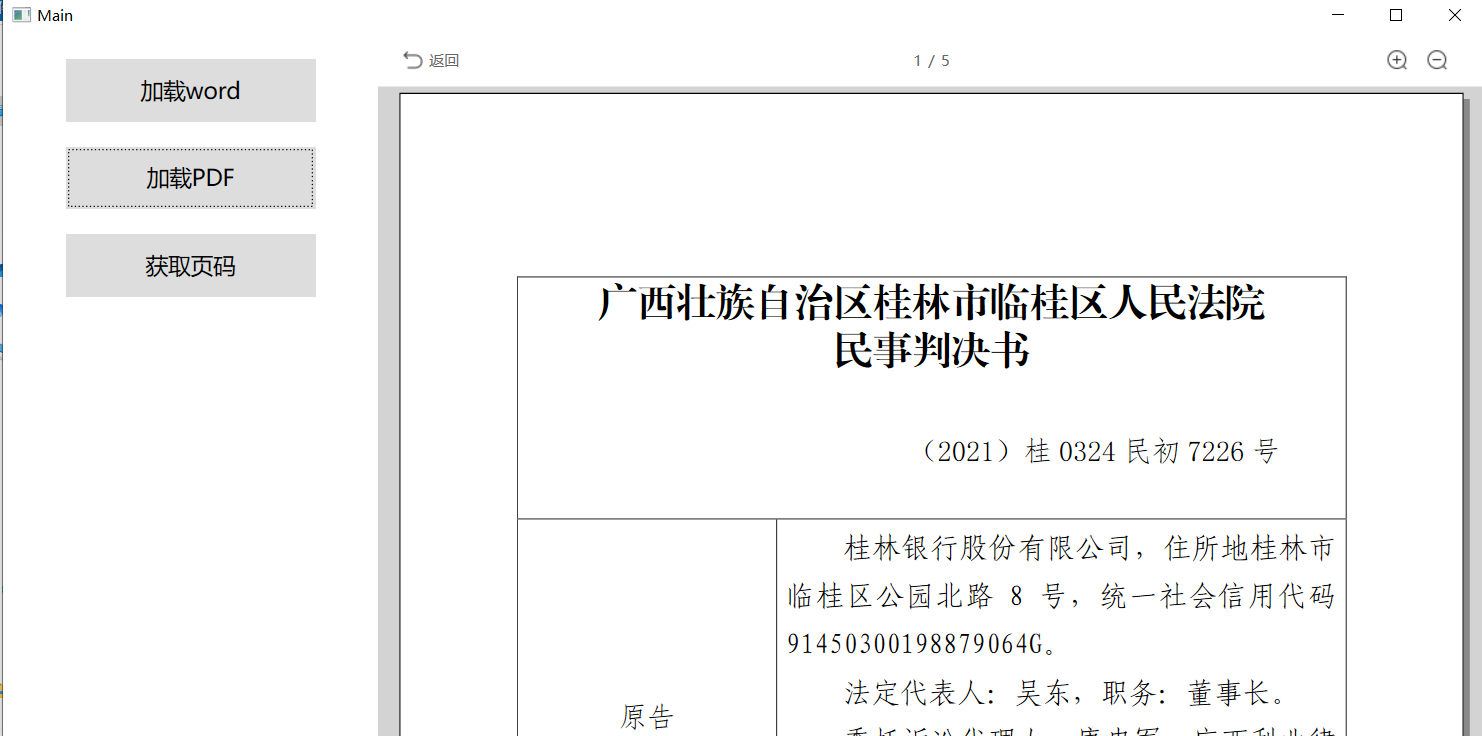 Main
加载word
加载PDF
获取页码
返回
1 / 5
广西壮族自治区桂林市临桂区人民法院
民事判决书
（2021）桂 0324 民初 7226 号
原告
桂林银行股份有限公司，住所地桂林市
临桂区公园北路 8 号，统一社会信用代码
91450300198879064G。
法定代表人：吴东，职务：董事长。